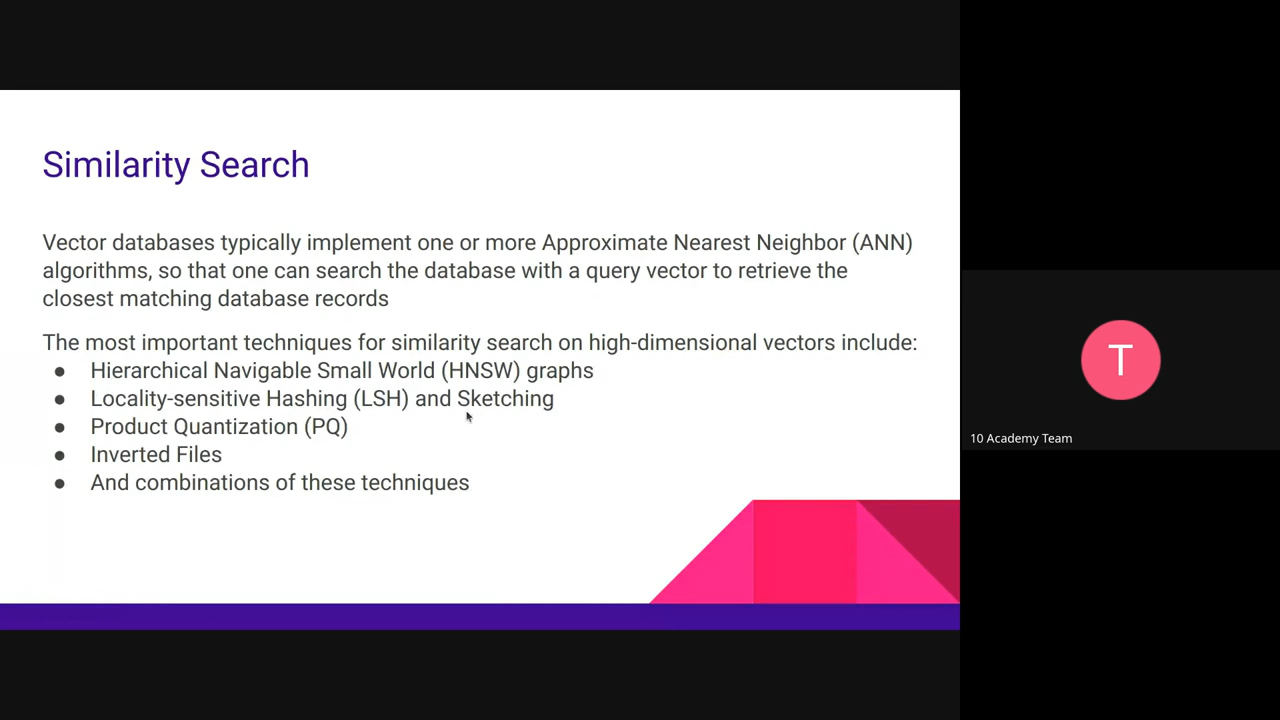 Similarity Search
Vector databases typically implement one or more Approximate Nearest Neighbor (ANN)
algorithms, so that one can search the database with a query vector to retrieve the
closest matching database records
The most important techniques for similarity search on high-dimensional vectors include:
● Hierarchical Navigable Small World (HNSW) graphs
● Locality-sensitive Hashing (LSH) and Sketching
● Product Quantization (PQ)
● Inverted Files
● And combinations of these techniques
T
10 Academy Team